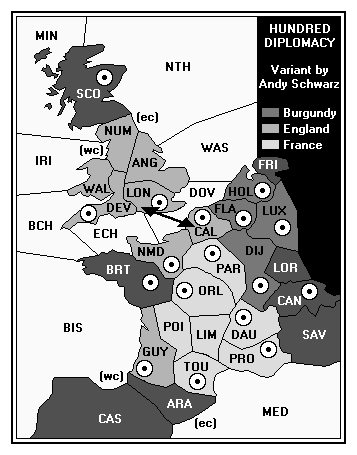 HUNDRED
DIPLOMACY
Variant by
Andy Schwarz
Burgundy
England
France
MIN
NTH
SCO
(ec)
NUM
(wc)
WAS
IRI
ANG
FRI
WAL
LON
DOV
HOL
DEV
FLA
LUX
BCH
ECH
CAL
NMD
DIJ
BRT
PAR
LOR
ORL
CAN
BIS
POI
LIM
DAU
SAV
GUY
PRO
TOU
(wc)
ARA
CAS
(ec)
MED